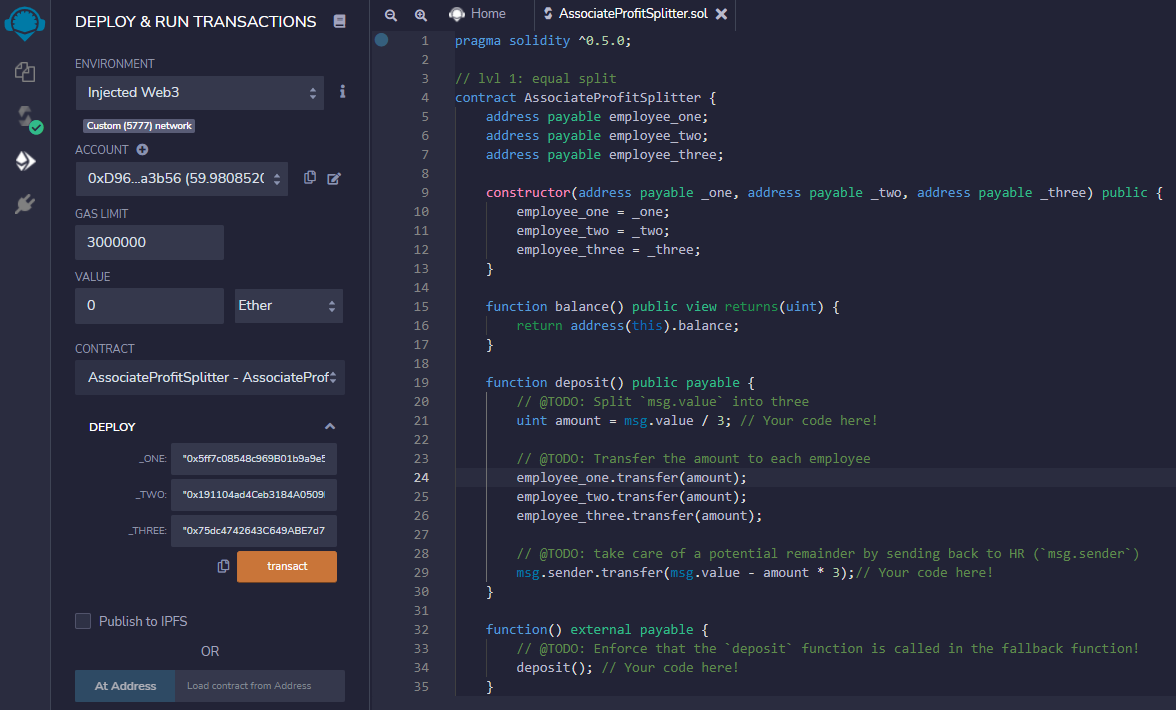 DEPLOY & RUN TRANSACTIONS
ENVIRONMENT
Injected Web3
i
Custom (5777) network
ACCOUNT
0xD96...a3b56 (59.9808520
GAS LIMIT
3000000
VALUE
0
Ether
CONTRACT
AssociateProfitSplitter - AssociateProf
DEPLOY
_ONE: "0x5ff7c08548c969B01b9a9e5
_TWO: "0x191104ad4Ceb3184A0509
_THREE: "0x75dc4742643C649ABE7d7
transact
Publish to IPFS
OR
At Address Load contract from Address
Home AssociateProfitSplitter.sol
1 pragma solidity ^0.5.0;
2
3 // lvl 1: equal split
4 contract AssociateProfitSplitter {
5 address payable employee_one;
6 address payable employee_two;
7 address payable employee_three;
8
9 constructor(address payable _one, address payable _two, address payable _three) public {
10 employee_one = _one;
11 employee_two = _two;
12 employee_three = _three;
13 }
14
15 function balance() public view returns(uint) {
16 return address(this).balance;
17 }
18
19 function deposit() public payable {
20 // @TODO: Split `msg.value` into three
21 uint amount = msg.value / 3; // Your code here!
22
23 // @TODO: Transfer the amount to each employee
24 employee_one.transfer(amount);
25 employee_two.transfer(amount);
26 employee_three.transfer(amount);
27
28 // @TODO: take care of a potential remainder by sending back to HR (`msg.sender`)
29 msg.sender.transfer(msg.value - amount * 3);// Your code here!
30 }
31
32 function() external payable {
33 // @TODO: Enforce that the `deposit` function is called in the fallback function!
34 deposit(); // Your code here!
35 }